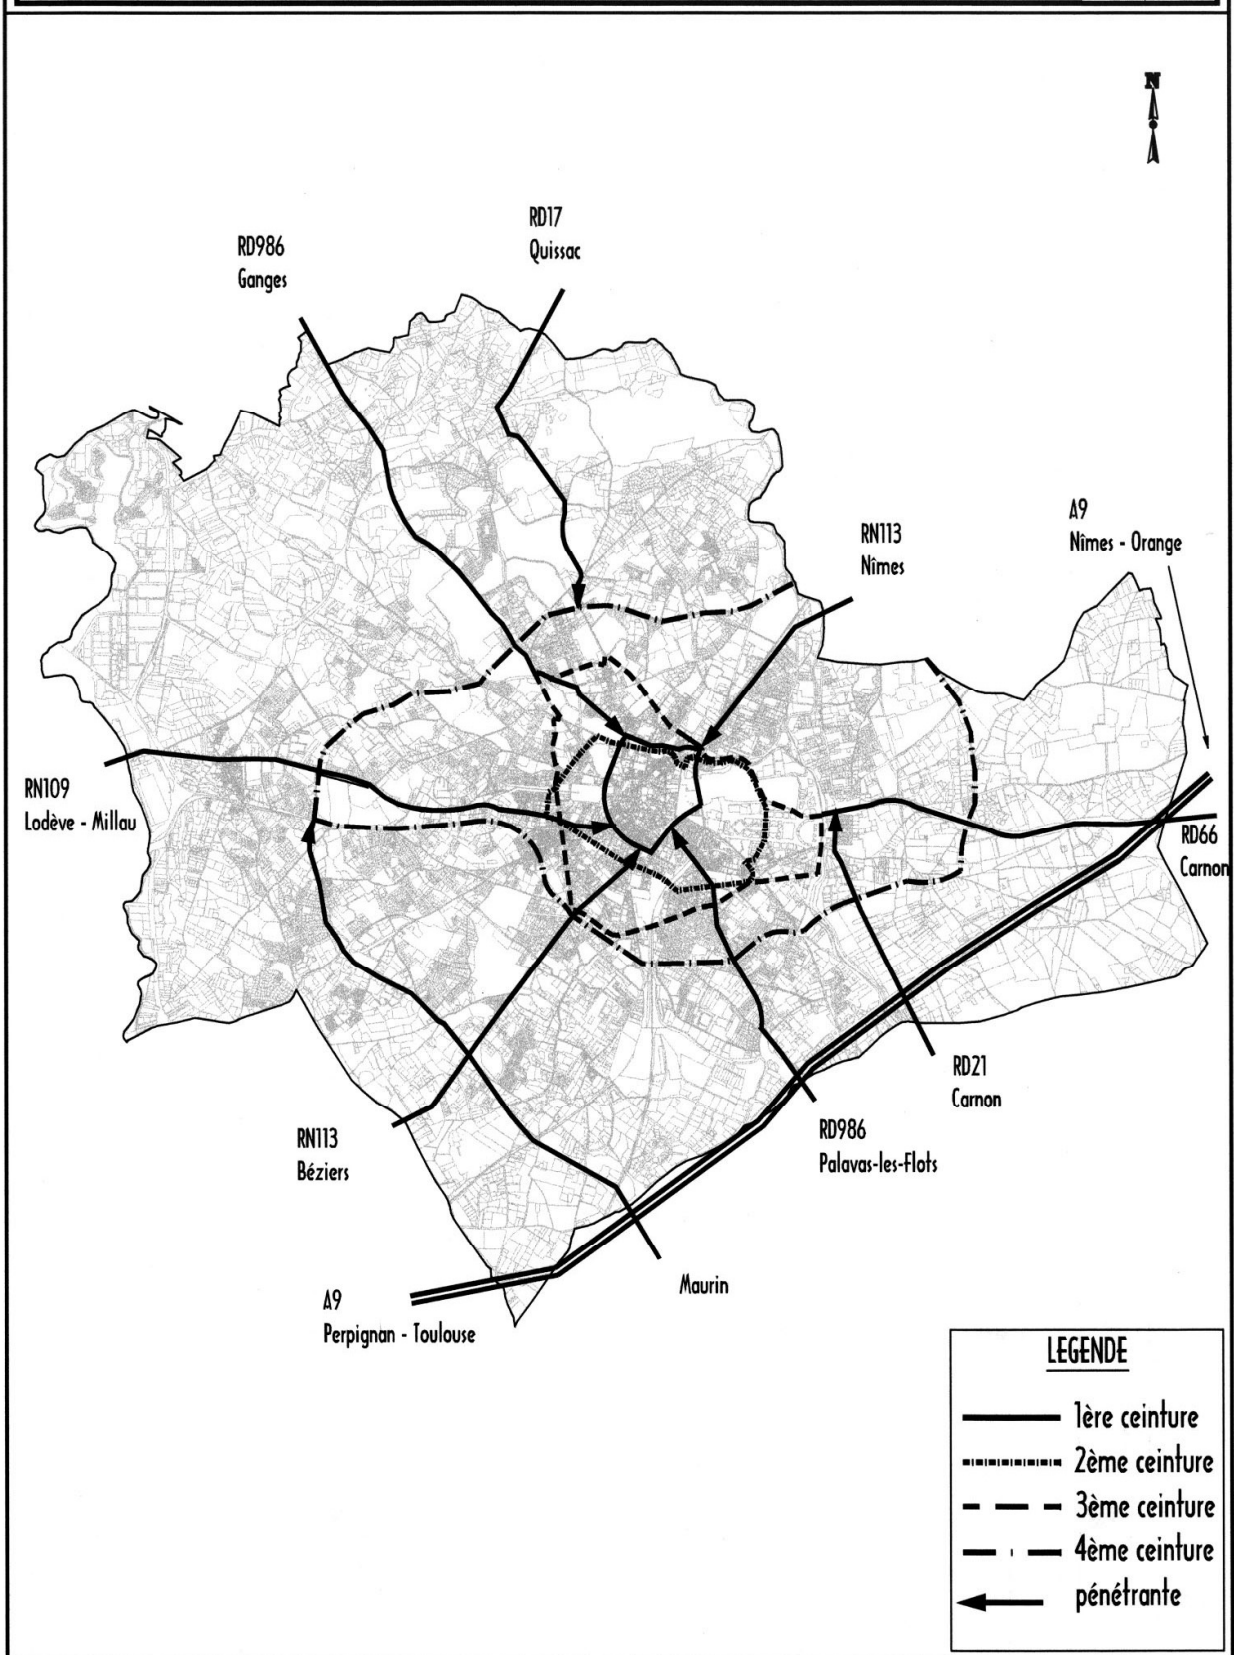 N
RD17
Quissac
RD986
Ganges
A9
Nîmes - Orange
RN113
Nîmes
RN109
Lodève - Millau
RD66
Carnon
RD21
Carnon
RN113
Béziers
RD986
Palavas-les-Flots
Maurin
A9
Perpignan - Toulouse
LEGENDE
1ère ceinture
2ème ceinture
3ème ceinture
4ème ceinture
pénétrante